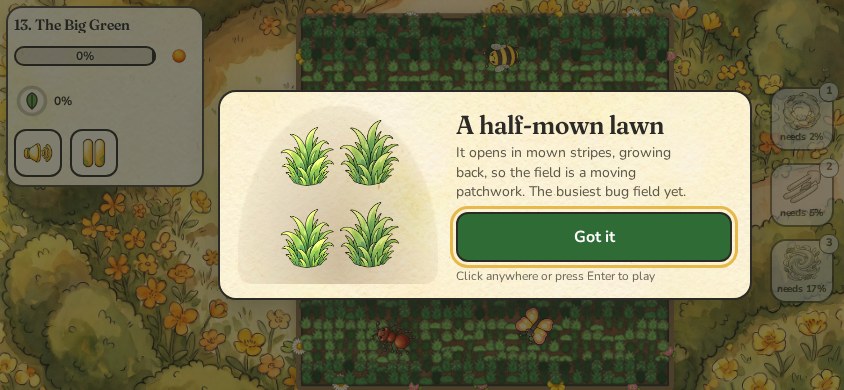 13. The Big Green
0%
0%
A half-mown lawn
It opens in mown stripes, growing
back, so the field is a moving
patchwork. The busiest bug field yet.
Got it
Click anywhere or press Enter to play
1
needs 2%
2
needs 6%
3
needs 17%